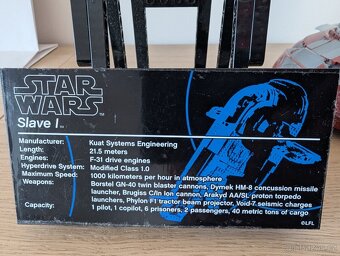 STAR
WARS
Slave I™
Manufacturer: Kuat Systems Engineering
Length: 21.5 meters
Engines: F-31 drive engines
Hyperdrive System: Modified Class 1.0
Maximum Speed: 1000 kilometers per hour in atmosphere
Weapons: Borstel GN-40 twin blaster cannons, Dymek HM-8 concussion missile
launcher, Brugias C/In Ion cannon, Arakyd AA/BL proton torpedo
launchers, Phylon F1 tractor beam projector, Void-7 seismic charges
Capacity: 1 pilot, 1 copilot, 6 prisoners, 2 passengers, 40 metric tons of cargo
©LFL